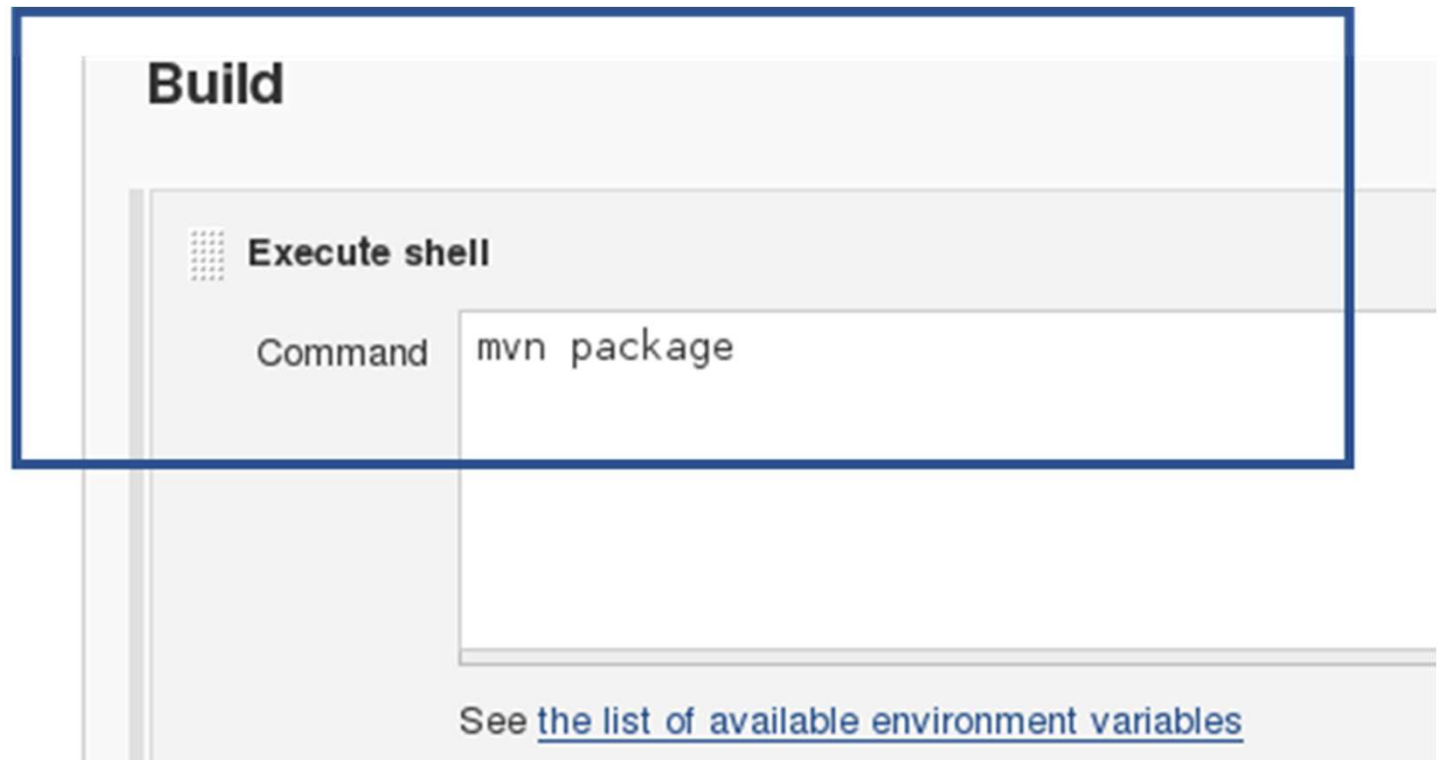 Build
Execute shell
Command
mvn package
See the list of available environment variables